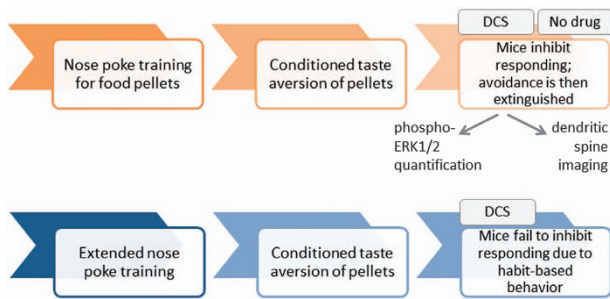 DCS
No drug
Nose poke training
for food pellets
Conditioned taste
aversion of pellets
Mice inhibit
responding;
avoidance is then
extinguished
phospho-
ERK1/2
quantification
dendritic
spine
imaging
DCS
Extended nose
poke training
Conditioned taste
aversion of pellets
Mice fail to inhibit
responding due to
habit-based
behavior